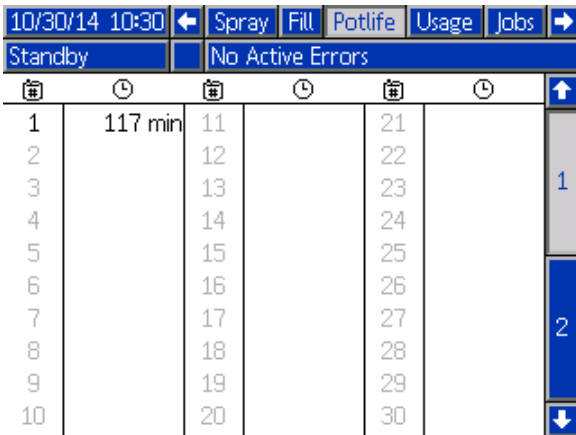 10/30/14 10:30 Spray Fill Potlife Usage Jobs
Standby No Active Errors
# # #
1 117 min 11 21
2 12 22
3 13 23 1
4 14 24
5 15 25
6 16 26
7 17 27 2
8 18 28
9 19 29
10 20 30